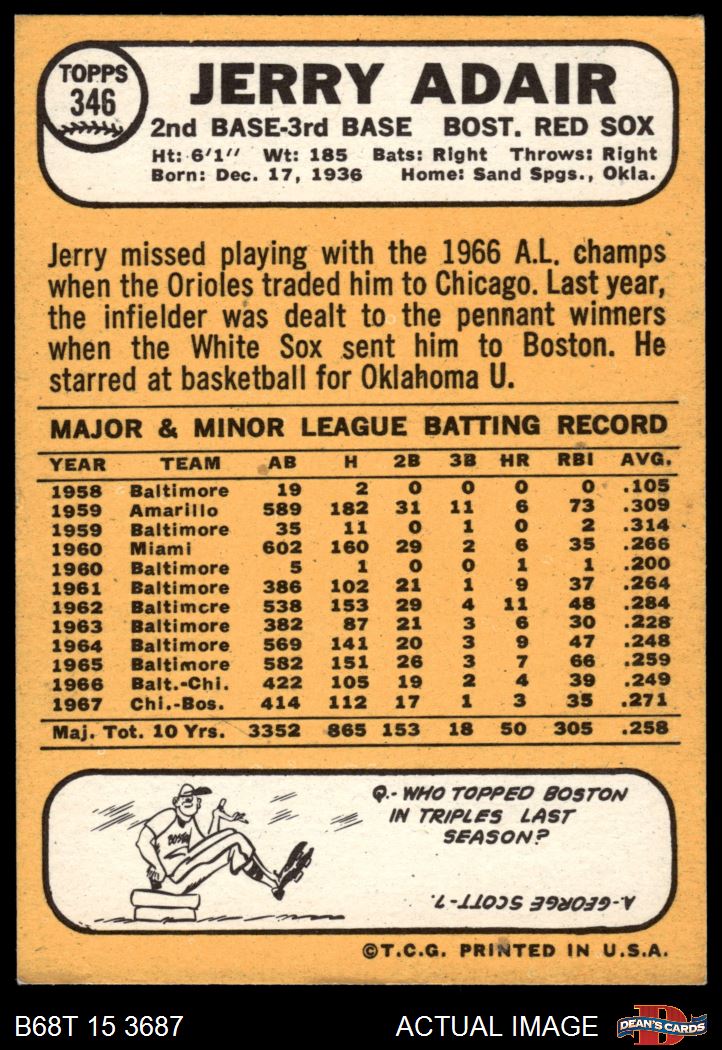 TOPPS
346
JERRY ADAIR
2nd BASE-3rd BASE BOST. RED SOX
Ht: 6'1" Wt: 185 Bats: Right Throws: Right
Born: Dec. 17, 1936 Home: Sand Spgs., Okla.
Jerry missed playing with the 1966 A.L. champs
when the Orioles traded him to Chicago. Last year,
the infielder was dealt to the pennant winners
when the White Sox sent him to Boston. He
starred at basketball for Oklahoma U.
MAJOR & MINOR LEAGUE BATTING RECORD
YEAR TEAM AB H 2B 3B HR RBI AVG.
1958 Baltimore 19 2 0 0 0 0 .105
1959 Amarillo 589 182 31 11 6 73 .309
1959 Baltimore 35 11 0 1 0 2 .314
1960 Miami 602 160 29 2 6 35 .266
1960 Baltimore 5 1 0 0 1 1 .200
1961 Baltimore 386 102 21 1 9 37 .264
1962 Baltimore 538 153 29 4 11 48 .284
1963 Baltimore 382 87 21 3 6 30 .228
1964 Baltimore 569 141 20 3 9 47 .248
1965 Baltimore 582 151 26 3 7 66 .259
1966 Balt.-Chi. 422 105 19 2 4 39 .249
1967 Chi.-Bos. 414 112 17 1 3 35 .271
Maj. Tot. 10 Yrs. 3352 865 153 18 50 305 .258
BOSTON
Q.- WHO TOPPED BOSTON
IN TRIPLES LAST
SEASON?
A.-GEORGE SCOTT-7.
©T.C.G. PRINTED IN U.S.A.
B68T 15 3687 ACTUAL IMAGE
D
DEAN'S CARDS